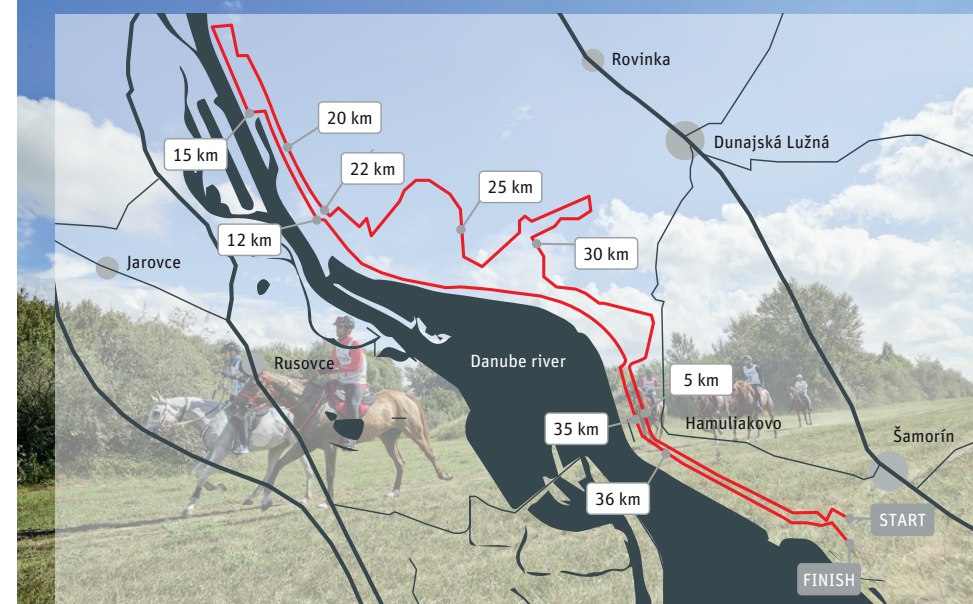 Rovinka
20 km
Dunajská Lužná
15 km
22 km
25 km
12 km
30 km
Jarovce
Rusovce
Danube river
5 km
Hamuliakovo
35 km
Šamorín
36 km
START
FINISH